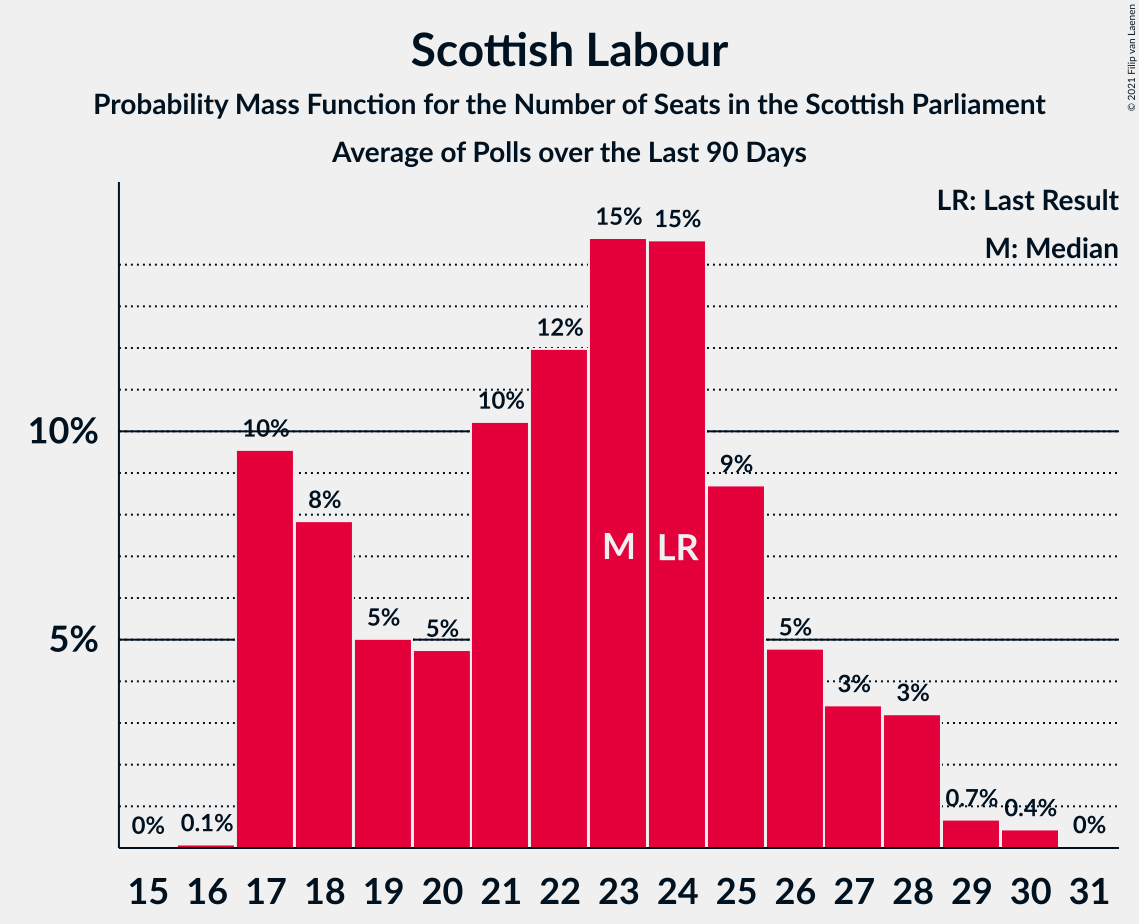 Scottish Labour
Probability Mass Function for the Number of Seats in the Scottish Parliament
Average of Polls over the Last 90 Days
© 2021 Filip van Laenen
LR: Last Result
M: Median
10%
5%
0%
0.1%
10%
8%
5%
5%
10%
12%
15%
15%
9%
5%
3%
3%
0.7%
0.4%
0%
M
LR
15 16 17 18 19 20 21 22 23 24 25 26 27 28 29 30 31